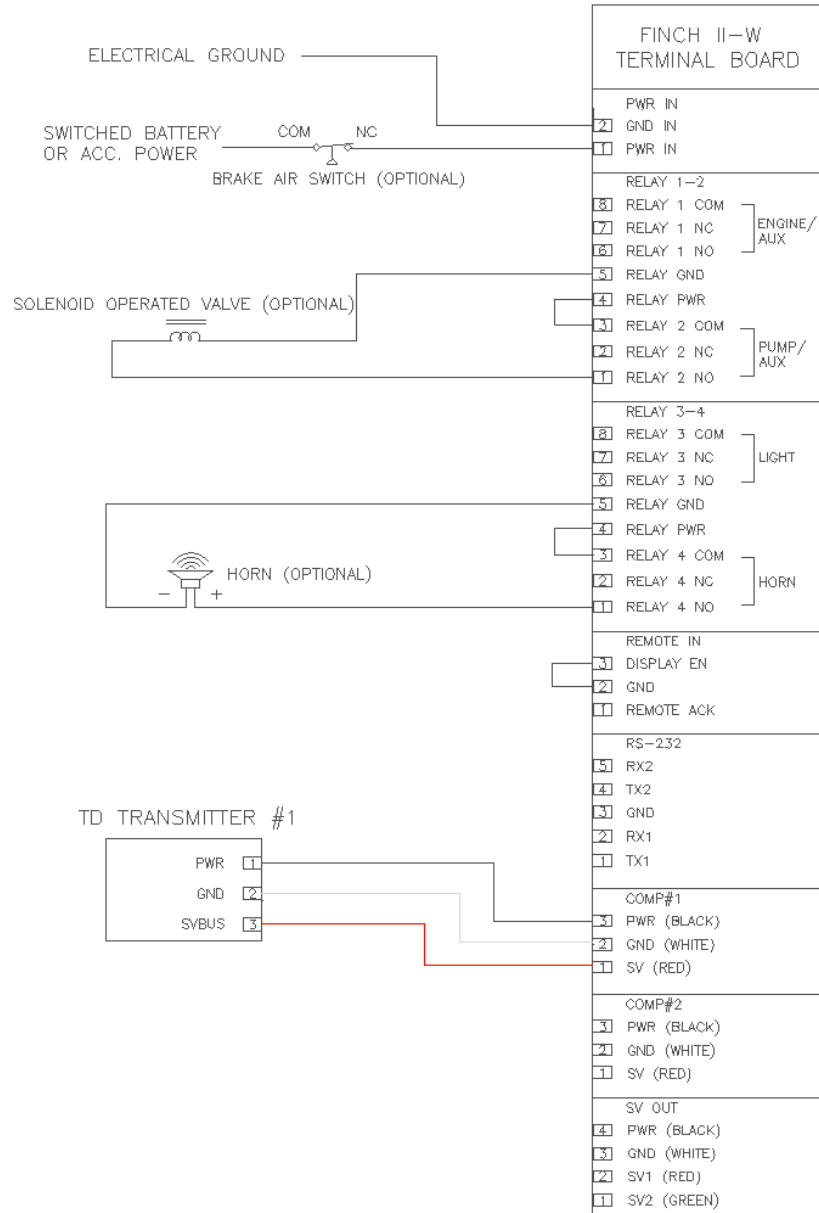 FINCH II-W
TERMINAL BOARD
ELECTRICAL GROUND
PWR IN
2 GND IN
SWITCHED BATTERY
OR ACC. POWER
COM NC
1 PWR IN
BRAKE AIR SWITCH (OPTIONAL)
RELAY 1-2
8 RELAY 1 COM
7 RELAY 1 NC
6 RELAY 1 NO
ENGINE/
AUX
5 RELAY GND
SOLENOID OPERATED VALVE (OPTIONAL)
4 RELAY PWR
3 RELAY 2 COM
2 RELAY 2 NC
1 RELAY 2 NO
PUMP/
AUX
RELAY 3-4
8 RELAY 3 COM
7 RELAY 3 NC
6 RELAY 3 NO
LIGHT
5 RELAY GND
4 RELAY PWR
3 RELAY 4 COM
2 RELAY 4 NC
1 RELAY 4 NO
HORN
HORN (OPTIONAL)
- +
REMOTE IN
3 DISPLAY EN
2 GND
1 REMOTE ACK
RS-232
5 RX2
4 TX2
3 GND
2 RX1
1 TX1
TD TRANSMITTER #1
PWR 1
GND 2
SVBUS 3
COMP#1
3 PWR (BLACK)
2 GND (WHITE)
1 SV (RED)
COMP#2
3 PWR (BLACK)
2 GND (WHITE)
1 SV (RED)
SV OUT
4 PWR (BLACK)
3 GND (WHITE)
2 SV1 (RED)
1 SV2 (GREEN)